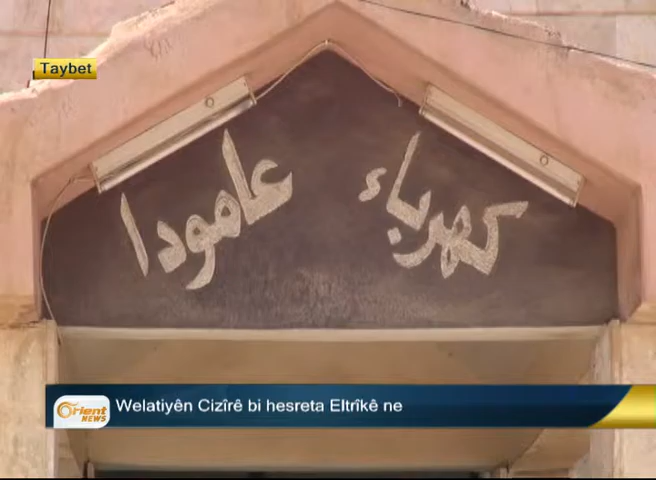 Taybet
كهرباء عامودا
Orient NEWS
Welatiyên Cizîrê bi hesreta Eltrîkê ne